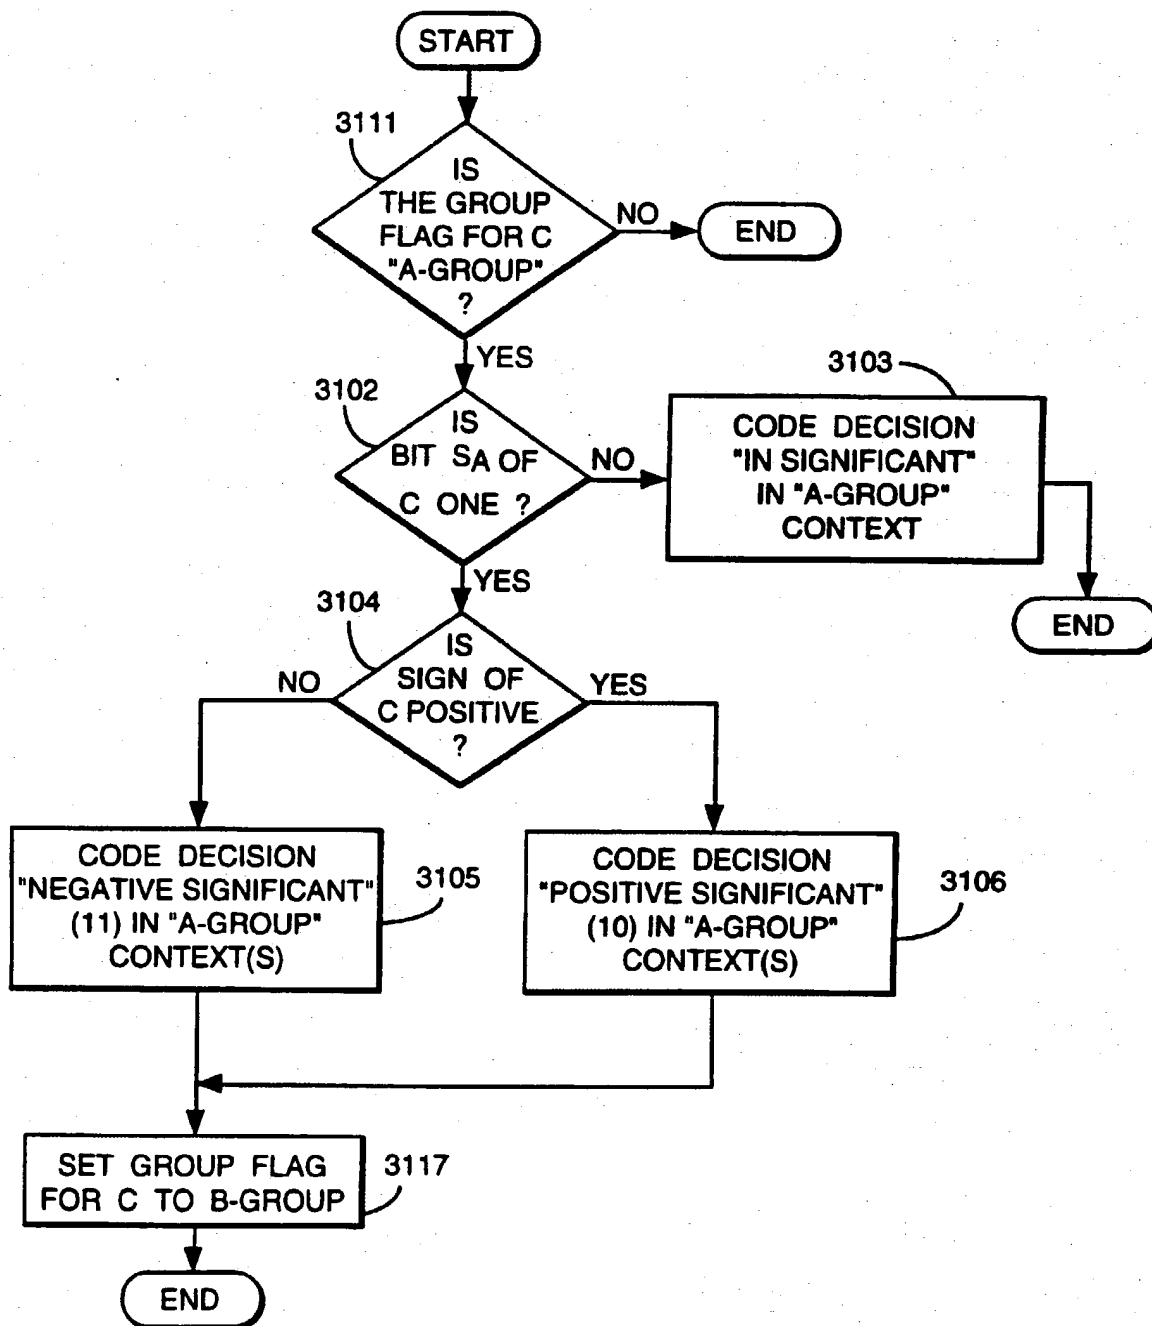 START
3111
IS
THE GROUP
FLAG FOR C
"A-GROUP"
?
NO
END
YES
3102
IS
BIT SA OF
C ONE ?
NO
3103
CODE DECISION
"IN SIGNIFICANT"
IN "A-GROUP"
CONTEXT
END
YES
3104
IS
SIGN OF
C POSITIVE
?
NO
YES
CODE DECISION
"NEGATIVE SIGNIFICANT"
(11) IN "A-GROUP"
CONTEXT(S)
3105
CODE DECISION
"POSITIVE SIGNIFICANT"
(10) IN "A-GROUP"
CONTEXT(S)
3106
SET GROUP FLAG
FOR C TO B-GROUP
3117
END